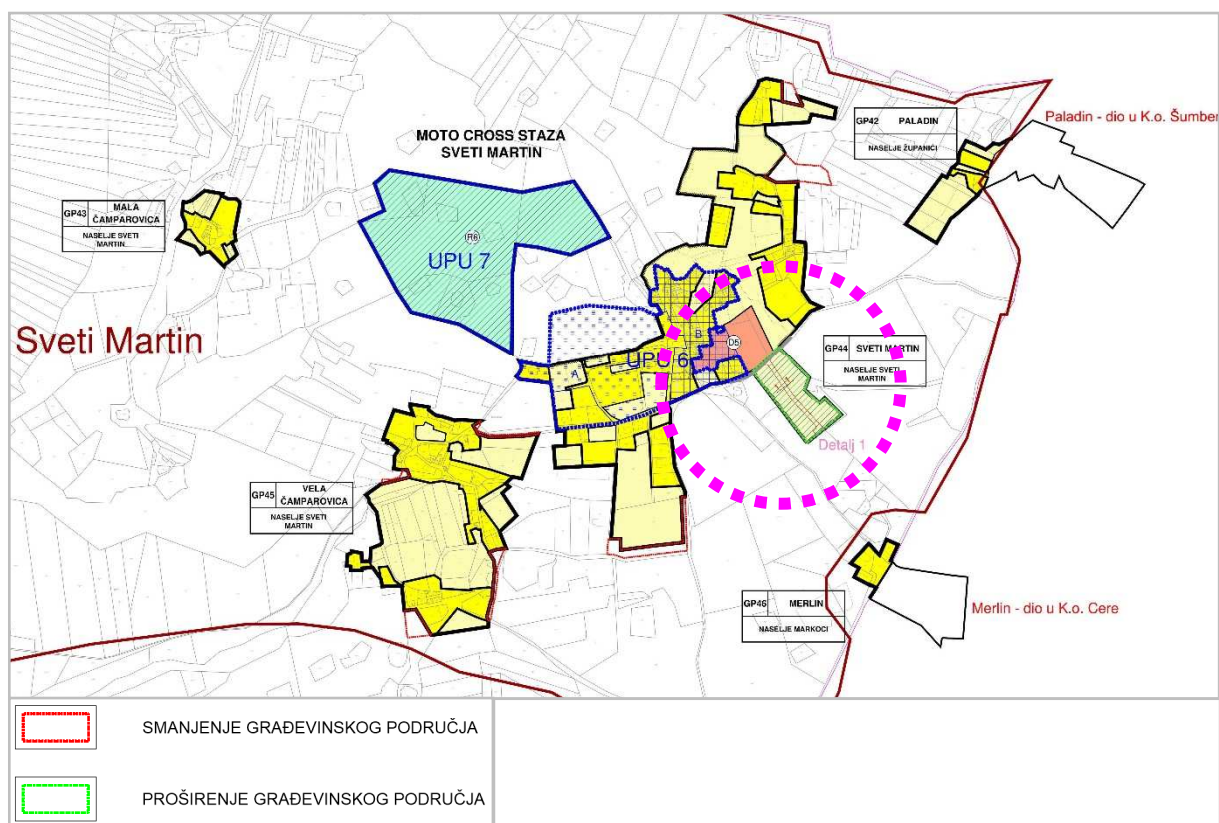 MOTO CROSS STAZA
SVETI MARTIN
GP42 PALADIN
NASELJE ŽUPANICI
Paladin - dio u K.o. Šumber
GP43 MALA
ČAMPAROVICA
NASELJE SVETI
MARTIN
R6
UPU 7
Sveti Martin
B
D5
UPU 6
A
GP44 SVETI MARTIN
NASELJE SVETI
MARTIN
Detalj 1
GP45 VELA
ČAMPAROVICA
NASELJE SVETI
MARTIN
GP46 MERLIN
NASELJE MARKOCI
Merlin - dio u K.o. Cere
SMANJENJE GRAĐEVINSKOG PODRUČJA
PROŠIRENJE GRAĐEVINSKOG PODRUČJA